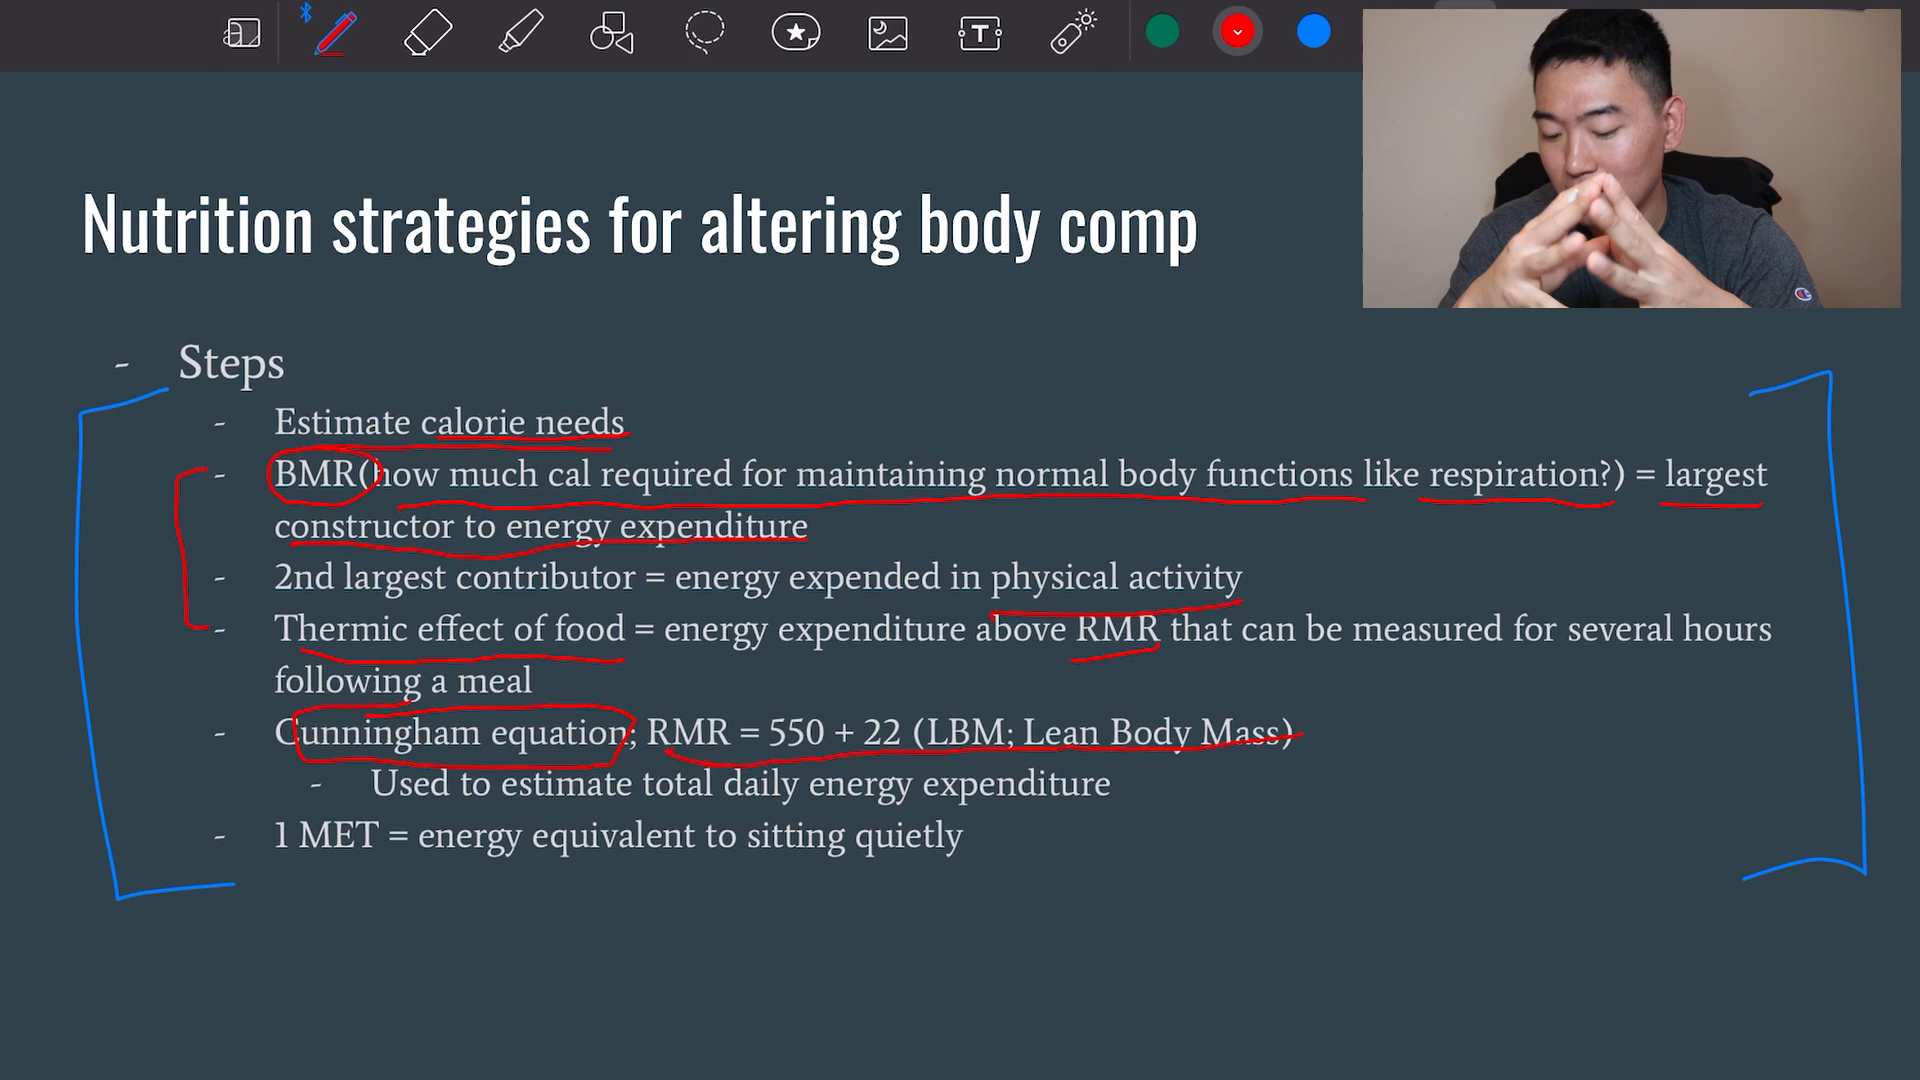 Nutrition strategies for altering body comp
- Steps
- Estimate calorie needs
- BMR(how much cal required for maintaining normal body functions like respiration?) = largest
constructor to energy expenditure
- 2nd largest contributor = energy expended in physical activity
- Thermic effect of food = energy expenditure above RMR that can be measured for several hours
following a meal
- Cunningham equation; RMR = 550 + 22 (LBM; Lean Body Mass)
- Used to estimate total daily energy expenditure
- 1 MET = energy equivalent to sitting quietly